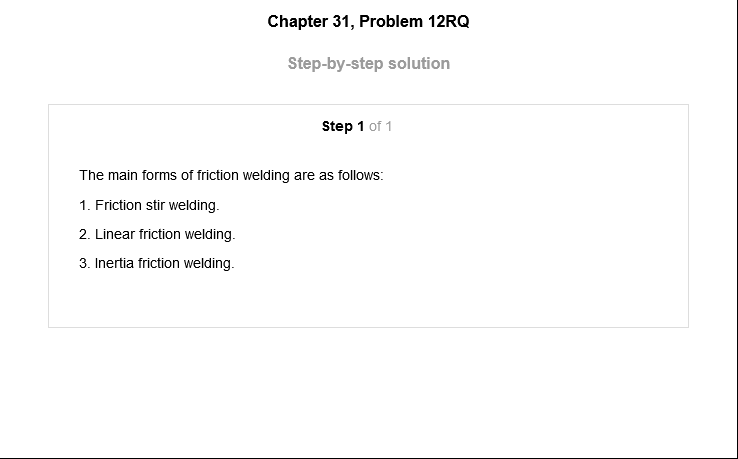 Chapter 31, Problem 12RQ
Step-by-step solution
Step 1 of 1
The main forms of friction welding are as follows:
1. Friction stir welding.
2. Linear friction welding.
3. Inertia friction welding.